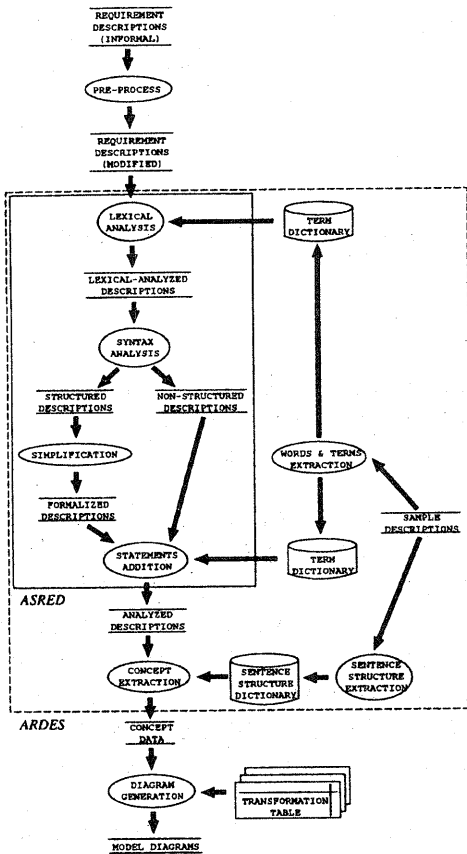 REQUIREMENT
DESCRIPTIONS
(INFORMAL)
PRE-PROCESS
REQUIREMENT
DESCRIPTIONS
(MODIFIED)
LEXICAL
ANALYSIS
TERM
DICTIONARY
LEXICAL-ANALYZED
DESCRIPTIONS
SYNTAX
ANALYSIS
STRUCTURED
DESCRIPTIONS
NON-STRUCTURED
DESCRIPTIONS
SIMPLIFICATION
WORDS & TERMS
EXTRACTION
FORMALIZED
DESCRIPTIONS
SAMPLE
DESCRIPTIONS
STATEMENTS
ADDITION
TERM
DICTIONARY
ASRED
ANALYZED
DESCRIPTIONS
CONCEPT
EXTRACTION
SENTENCE
STRUCTURE
DICTIONARY
SENTENCE
STRUCTURE
EXTRACTION
ARDES
CONCEPT
DATA
DIAGRAM
GENERATION
TRANSFORMATION
TABLE
MODEL DIAGRAMS